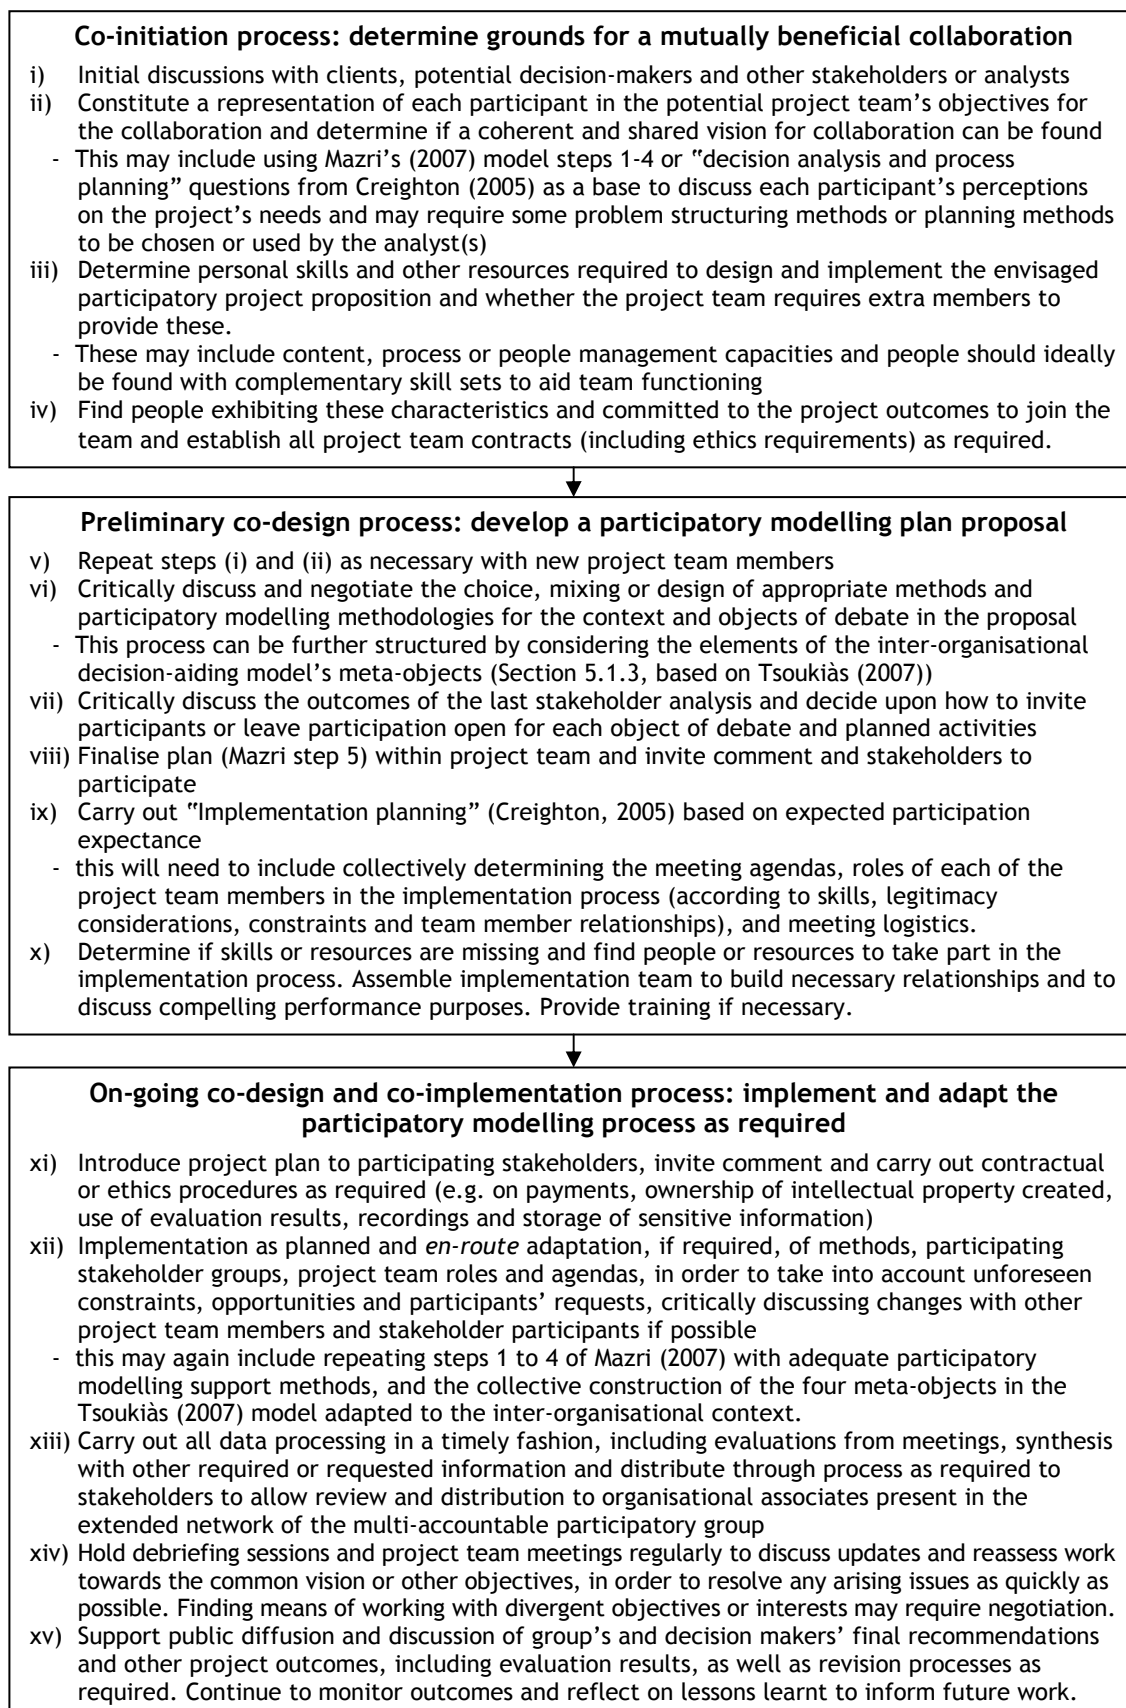 Co-initiation process: determine grounds for a mutually beneficial collaboration
i) Initial discussions with clients, potential decision-makers and other stakeholders or analysts
ii) Constitute a representation of each participant in the potential project team’s objectives for
the collaboration and determine if a coherent and shared vision for collaboration can be found
- This may include using Mazri’s (2007) model steps 1-4 or “decision analysis and process
planning” questions from Creighton (2005) as a base to discuss each participant’s perceptions
on the project’s needs and may require some problem structuring methods or planning methods
to be chosen or used by the analyst(s)
iii) Determine personal skills and other resources required to design and implement the envisaged
participatory project proposition and whether the project team requires extra members to
provide these.
- These may include content, process or people management capacities and people should ideally
be found with complementary skill sets to aid team functioning
iv) Find people exhibiting these characteristics and committed to the project outcomes to join the
team and establish all project team contracts (including ethics requirements) as required.
Preliminary co-design process: develop a participatory modelling plan proposal
v) Repeat steps (i) and (ii) as necessary with new project team members
vi) Critically discuss and negotiate the choice, mixing or design of appropriate methods and
participatory modelling methodologies for the context and objects of debate in the proposal
- This process can be further structured by considering the elements of the inter-organisational
decision-aiding model’s meta-objects (Section 5.1.3, based on Tsoukiàs (2007))
vii) Critically discuss the outcomes of the last stakeholder analysis and decide upon how to invite
participants or leave participation open for each object of debate and planned activities
viii) Finalise plan (Mazri step 5) within project team and invite comment and stakeholders to
participate
ix) Carry out “Implementation planning” (Creighton, 2005) based on expected participation
expectance
- this will need to include collectively determining the meeting agendas, roles of each of the
project team members in the implementation process (according to skills, legitimacy
considerations, constraints and team member relationships), and meeting logistics.
x) Determine if skills or resources are missing and find people or resources to take part in the
implementation process. Assemble implementation team to build necessary relationships and to
discuss compelling performance purposes. Provide training if necessary.
On-going co-design and co-implementation process: implement and adapt the
participatory modelling process as required
xi) Introduce project plan to participating stakeholders, invite comment and carry out contractual
or ethics procedures as required (e.g. on payments, ownership of intellectual property created,
use of evaluation results, recordings and storage of sensitive information)
xii) Implementation as planned and en-route adaptation, if required, of methods, participating
stakeholder groups, project team roles and agendas, in order to take into account unforeseen
constraints, opportunities and participants’ requests, critically discussing changes with other
project team members and stakeholder participants if possible
- this may again include repeating steps 1 to 4 of Mazri (2007) with adequate participatory
modelling support methods, and the collective construction of the four meta-objects in the
Tsoukiàs (2007) model adapted to the inter-organisational context.
xiii) Carry out all data processing in a timely fashion, including evaluations from meetings, synthesis
with other required or requested information and distribute through process as required to
stakeholders to allow review and distribution to organisational associates present in the
extended network of the multi-accountable participatory group
xiv) Hold debriefing sessions and project team meetings regularly to discuss updates and reassess work
towards the common vision or other objectives, in order to resolve any arising issues as quickly as
possible. Finding means of working with divergent objectives or interests may require negotiation.
xv) Support public diffusion and discussion of group’s and decision makers’ final recommendations
and other project outcomes, including evaluation results, as well as revision processes as
required. Continue to monitor outcomes and reflect on lessons learnt to inform future work.